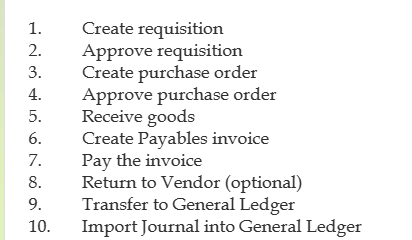 1. Create requisition
2. Approve requisition
3. Create purchase order
4. Approve purchase order
5. Receive goods
6. Create Payables invoice
7. Pay the invoice
8. Return to Vendor (optional)
9. Transfer to General Ledger
10. Import Journal into General Ledger